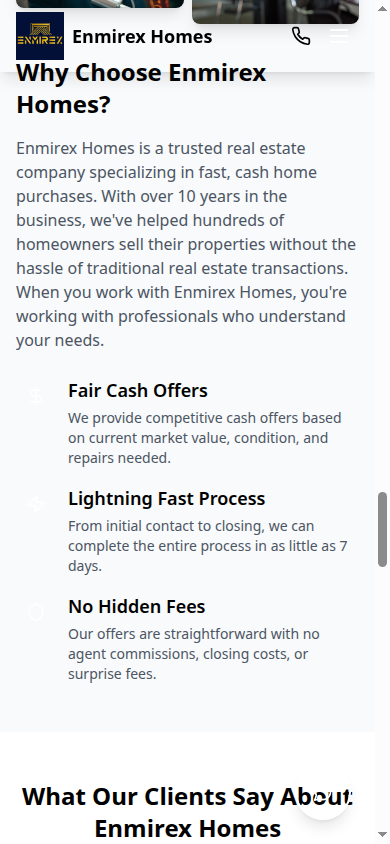 ENMIREX
Enmirex Homes
Why Choose Enmirex
Homes?
Enmirex Homes is a trusted real estate
company specializing in fast, cash home
purchases. With over 10 years in the
business, we've helped hundreds of
homeowners sell their properties without the
hassle of traditional real estate transactions.
When you work with Enmirex Homes, you're
working with professionals who understand
your needs.
$
Fair Cash Offers
We provide competitive cash offers based
on current market value, condition, and
repairs needed.
Lightning Fast Process
From initial contact to closing, we can
complete the entire process in as little as 7
days.
No Hidden Fees
Our offers are straightforward with no
agent commissions, closing costs, or
surprise fees.
What Our Clients Say About
Enmirex Homes